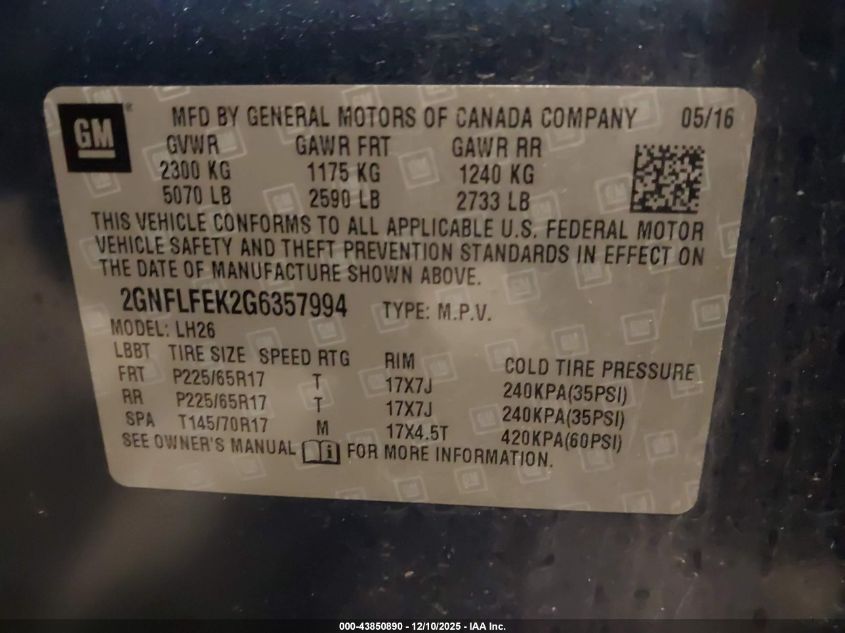 GM ® MFD BY GENERAL MOTORS OF CANADA COMPANY 05/16
GVWR GAWR FRT GAWR RR
2300 KG 1175 KG 1240 KG
5070 LB 2590 LB 2733 LB
THIS VEHICLE CONFORMS TO ALL APPLICABLE U.S. FEDERAL MOTOR
VEHICLE SAFETY AND THEFT PREVENTION STANDARDS IN EFFECT ON
THE DATE OF MANUFACTURE SHOWN ABOVE.
2GNFLFEK2G6357994 TYPE: M.P.V.
MODEL: LH26
LBBT TIRE SIZE SPEED RTG RIM COLD TIRE PRESSURE
FRT P225/65R17 T 17X7J 240KPA(35PSI)
RR P225/65R17 T 17X7J 240KPA(35PSI)
SPA T145/70R17 M 17X4.5T 420KPA(60PSI)
SEE OWNER'S MANUAL i FOR MORE INFORMATION.
000-43850890 - 12/10/2025 - IAA Inc.